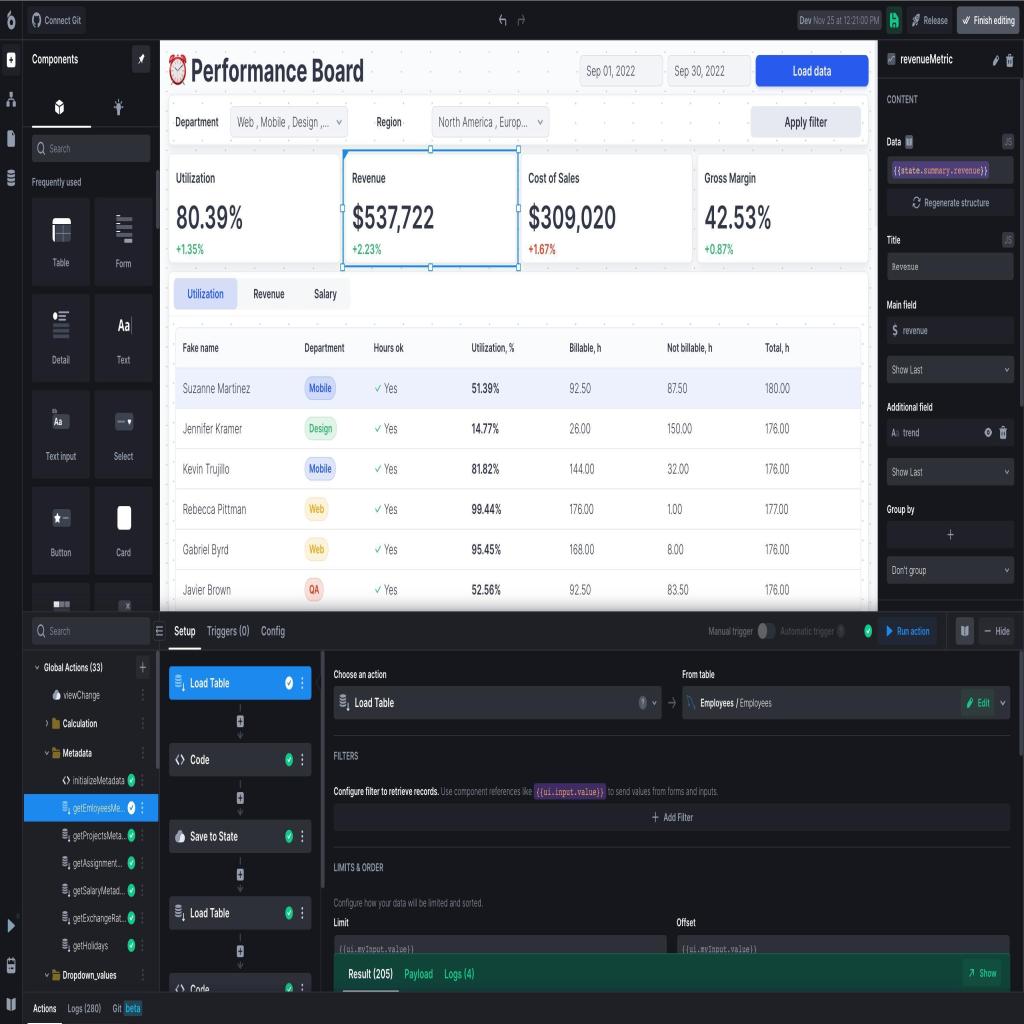 Connect Git
Dev Nov 25 at 12:21:00 PM
Release
Finish editing
Components
Search
Frequently used
Table
Form
Detail
Aa
Text
Aa
Text input
Select
Button
Card
Performance Board
Sep 01, 2022
Sep 30, 2022
Load data
Department
Web , Mobile , Design ,...
Region
North America , Europ...
Apply filter
Utilization
80.39%
+1.35%
Revenue
$537,722
+2.23%
Cost of Sales
$309,020
+1.67%
Gross Margin
42.53%
+0.87%
Utilization
Revenue
Salary
Fake name Department Hours ok Utilization, % Billable, h Not billable, h Total, h
Suzanne Martinez Mobile Yes 51.39% 92.50 87.50 180.00
Jennifer Kramer Design Yes 14.77% 26.00 150.00 176.00
Kevin Trujillo Mobile Yes 81.82% 144.00 32.00 176.00
Rebecca Pittman Web Yes 99.44% 176.00 1.00 177.00
Gabriel Byrd Web Yes 95.45% 168.00 8.00 176.00
Javier Brown QA Yes 52.56% 92.50 83.50 176.00
revenueMetric
CONTENT
Data
JS
{{state.summary.revenue}}
Regenerate structure
Title
JS
Revenue
Main field
$ revenue
Show Last
Additional field
A trend
Show Last
Group by
+
Don't group
Search
Global Actions (33)
viewChange
Calculation
Metadata
initializeMetadata
getEmloyeesMe...
getProjectsMeta...
getAssignment...
getSalaryMetad...
getExchangeRat...
getHolidays
Dropdown_values
Setup
Triggers (0)
Config
Manual trigger
Automatic trigger
Run action
Hide
Load Table
Code
Save to State
Load Table
Code
Choose an action
Load Table
From table
Employees / Employees
Edit
FILTERS
Configure filter to retrieve records. Use component references like {{ui.input.value}} to send values from forms and inputs.
+ Add Filter
LIMITS & ORDER
Configure how your data will be limited and sorted.
Limit
{{ui.myInput.value}}
Offset
{{ui.myInput.value}}
Result (205)
Payload
Logs (4)
Show
Actions
Logs (280)
Git beta